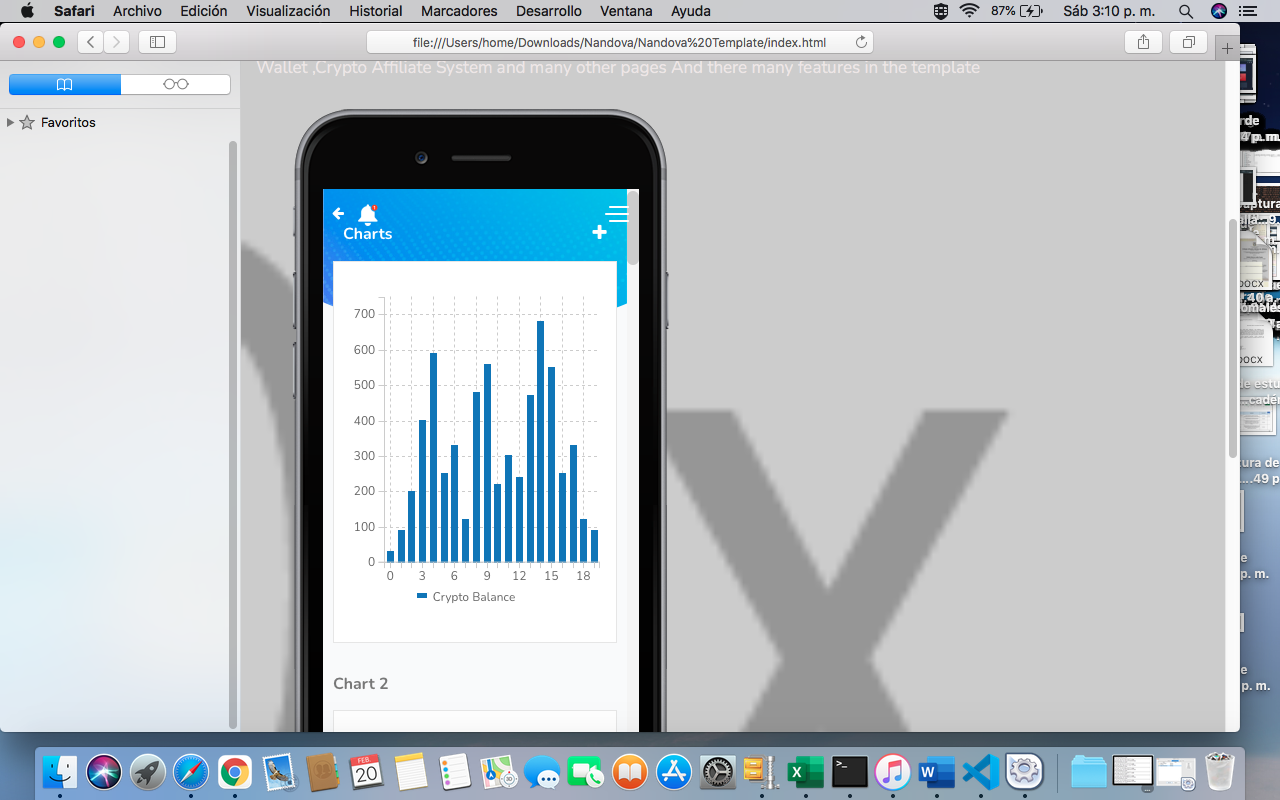 Safari Archivo Edición Visualización Historial Marcadores Desarrollo Ventana Ayuda 87% Sáb 3:10 p. m.
file:///Users/home/Downloads/Nandova/Nandova%20Template/index.html
Wallet ,Crypto Affiliate System and many other pages And there many features in the template
Favoritos
Charts
700
600
500
400
300
200
100
0
0 3 6 9 12 15 18
Crypto Balance
Chart 2
X
FEB.
20